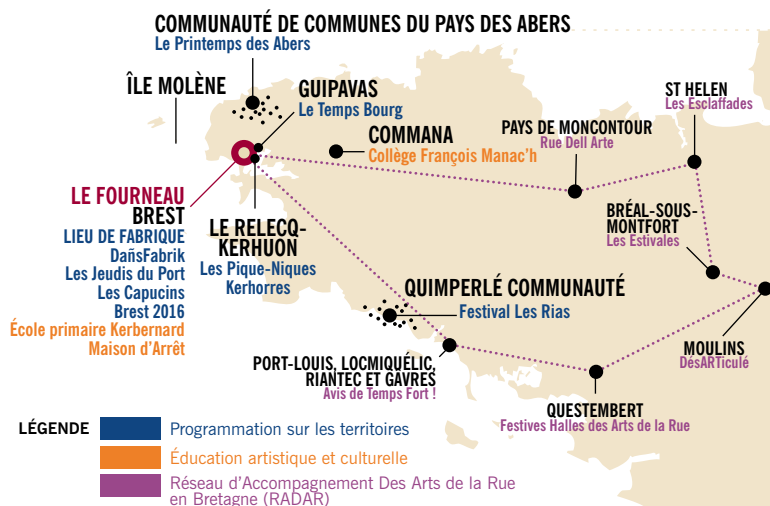 COMMUNAUTÉ DE COMMUNES DU PAYS DES ABERS
Le Printemps des Abers
ÎLE MOLÈNE
GUIPAVAS
Le Temps Bourg
COMMANA
Collège François Manac'h
PAYS DE MONCONTOUR
Rue Dell Arte
ST HELEN
Les Esclaffades
LE FOURNEAU
BREST
LIEU DE FABRIQUE
DañsFabrik
Les Jeudis du Port
Les Capucins
Brest 2016
École primaire Kerbernard
Maison d'Arrêt
LE RELECQ-
KERHUON
Les Pique-Niques
Kerhorres
BRÉAL-SOUS-
MONTFORT
Les Estivales
QUIMPERLÉ COMMUNAUTÉ
Festival Les Rias
PORT-LOUIS, LOCMIQUÉLIC,
RIANTEC ET GÂVRES
Avis de Temps Fort !
MOULINS
DésARTiculé
QUESTEMBERT
Festives Halles des Arts de la Rue
LÉGENDE
Programmation sur les territoires
Éducation artistique et culturelle
Réseau d'Accompagnement Des Arts de la Rue
en Bretagne (RADAR)